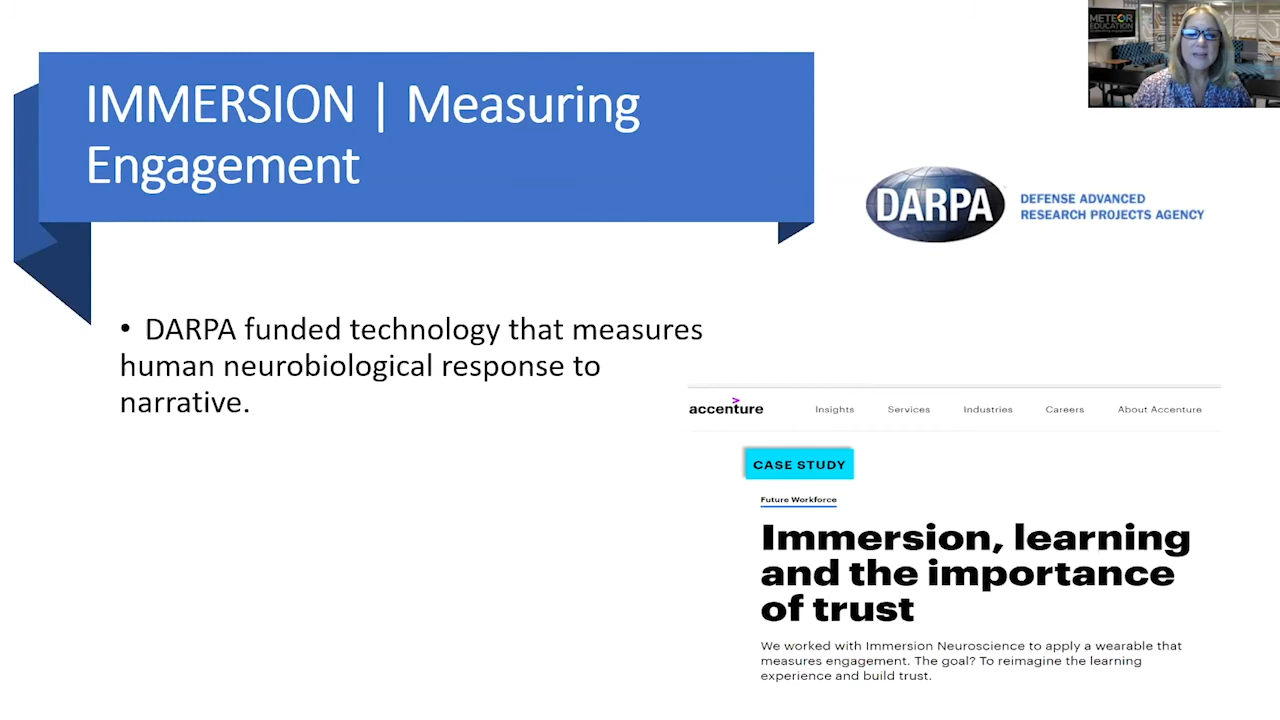 IMMERSION | Measuring
Engagement
METEOR
EDUCATION
DARPA
DEFENSE ADVANCED
RESEARCH PROJECTS AGENCY
• DARPA funded technology that measures
human neurobiological response to
narrative.
accenture
Insights Services Industries Careers About Accenture
CASE STUDY
Future Workforce
Immersion, learning
and the importance
of trust
We worked with Immersion Neuroscience to apply a wearable that
measures engagement. The goal? To reimagine the learning
experience and build trust.